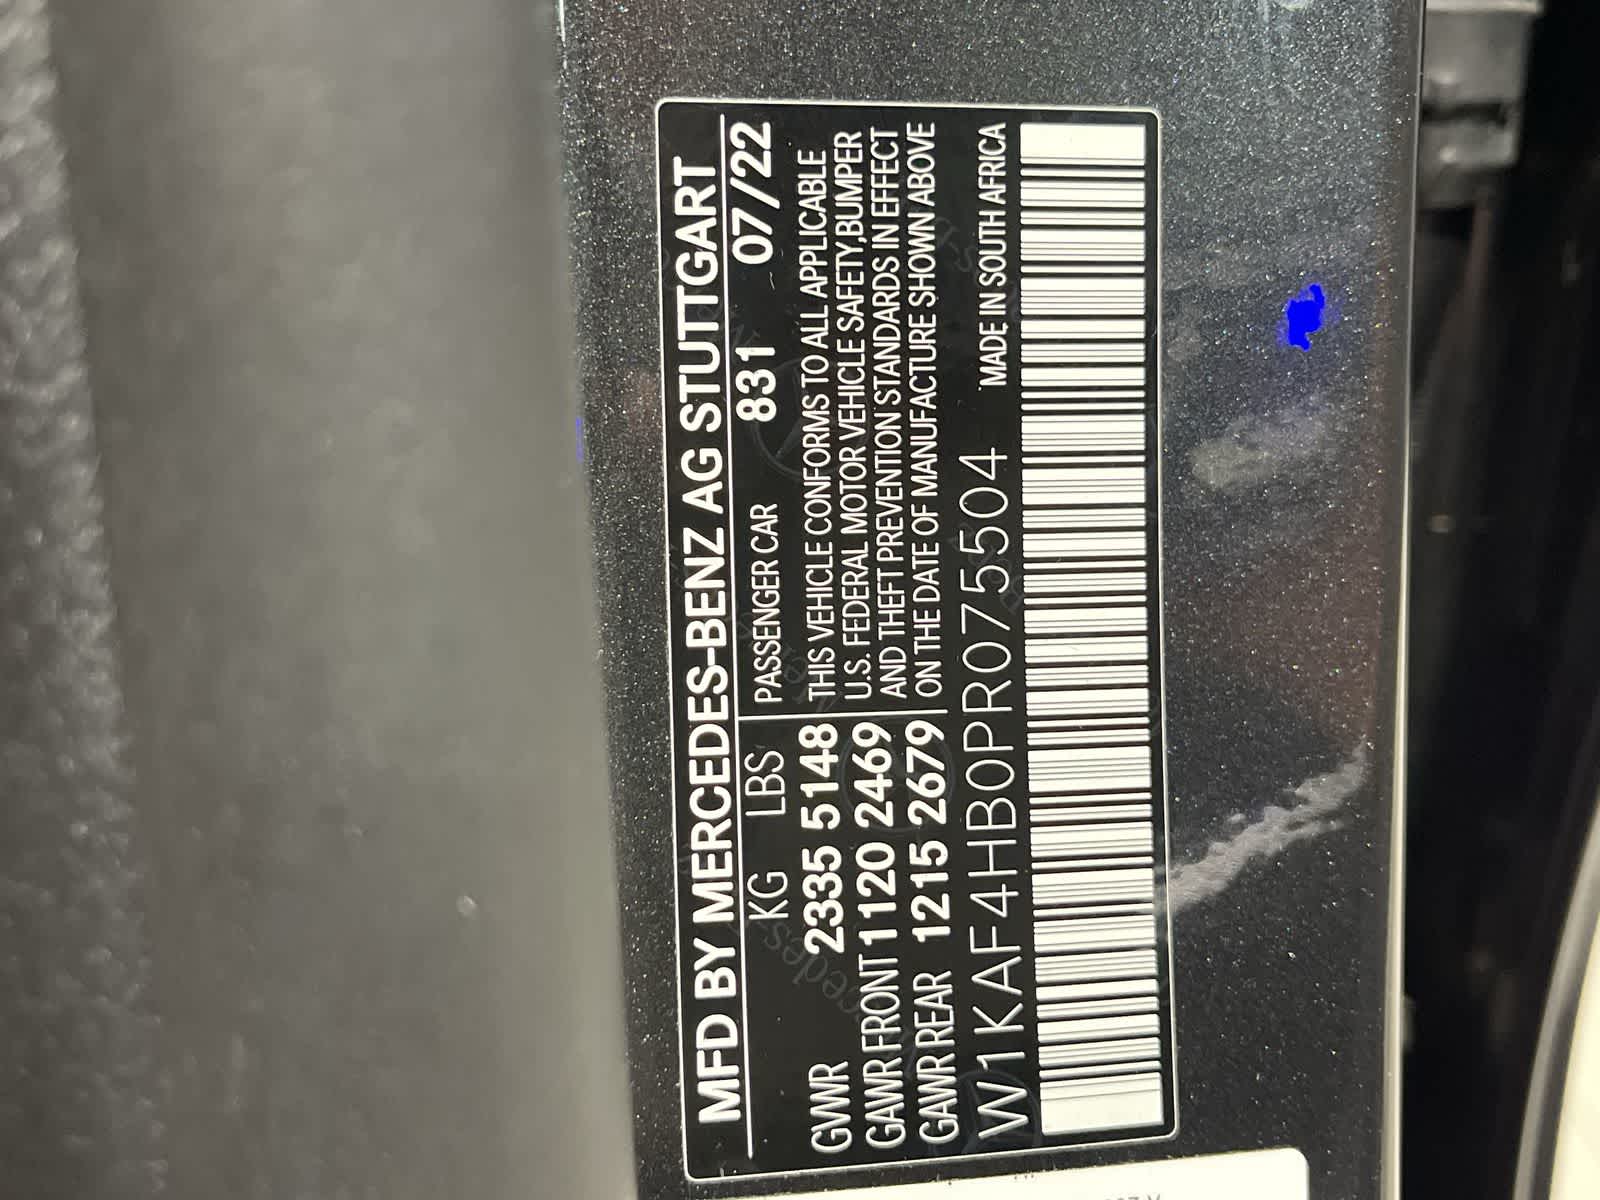 MFD BY MERCEDES-BENZ AG STUTTGART
KG LBS PASSENGER CAR 831 07/22
GVWR 2335 5148 THIS VEHICLE CONFORMS TO ALL APPLICABLE
GAWR FRONT 1120 2469 U.S. FEDERAL MOTOR VEHICLE SAFETY,BUMPER
GAWR REAR 1215 2679 AND THEFT PREVENTION STANDARDS IN EFFECT
ON THE DATE OF MANUFACTURE SHOWN ABOVE
W1KAF4HB0PR075504 MADE IN SOUTH AFRICA